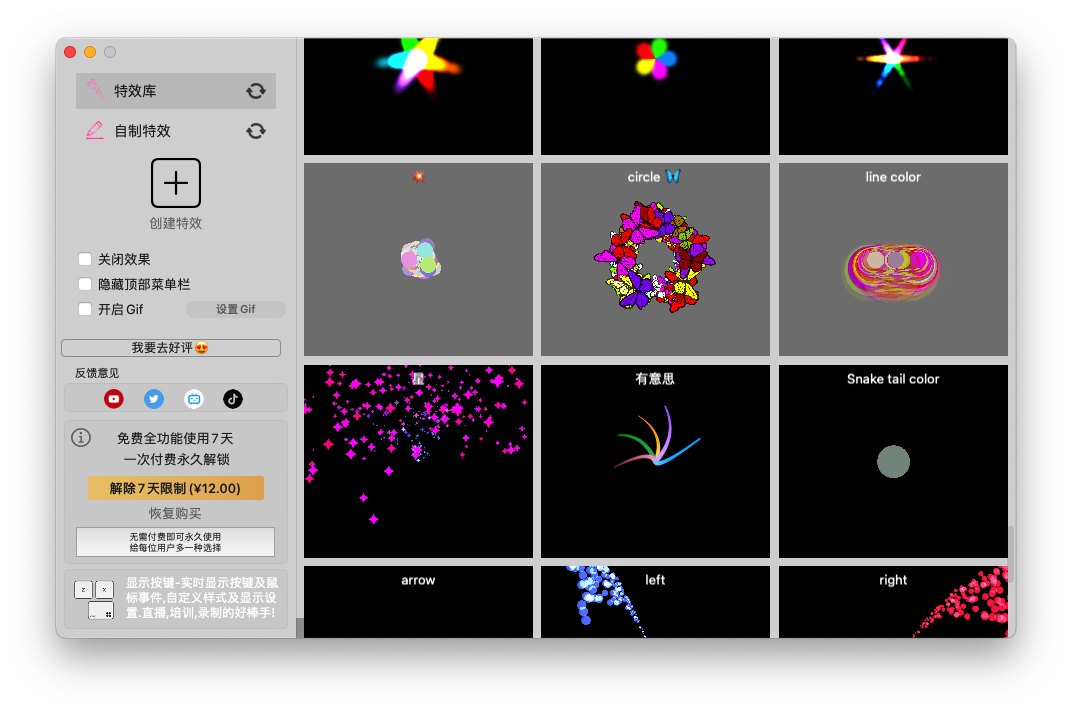 特效库
自制特效
创建特效
关闭效果
隐藏顶部菜单栏
开启 Gif
设置 Gif
我要去好评😍
反馈意见
免费全功能使用 7 天
一次付费永久解锁
解除 7 天限制 (¥12.00)
恢复购买
无需付费即可永久使用
给每位用户多一种选择
Z
X
显示按键-实时显示按键及鼠
标事件,自定义样式及显示设
置.直播,培训,录制的好棒手!
💥
circle 🦋
line color
星
有意思
Snake tail color
arrow
left
right